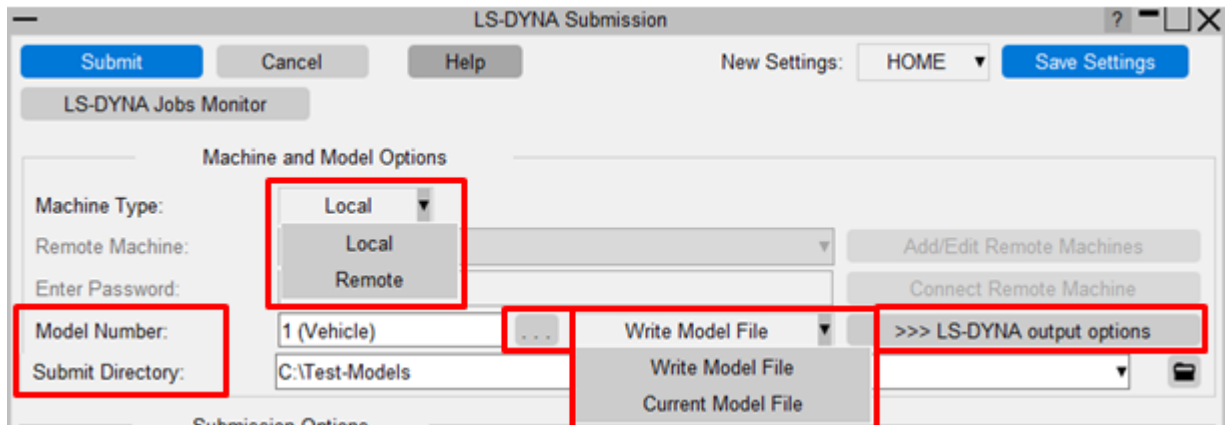 LS-DYNA Submission ?
Submit Cancel Help New Settings: HOME Save Settings
LS-DYNA Jobs Monitor
Machine and Model Options
Machine Type: Local
Local
Remote Machine: Add/Edit Remote Machines
Remote
Enter Password: Connect Remote Machine
Model Number: 1 (Vehicle) ... Write Model File >>> LS-DYNA output options
Write Model File
Submit Directory: C:\Test-Models
Current Model File
Submission Options